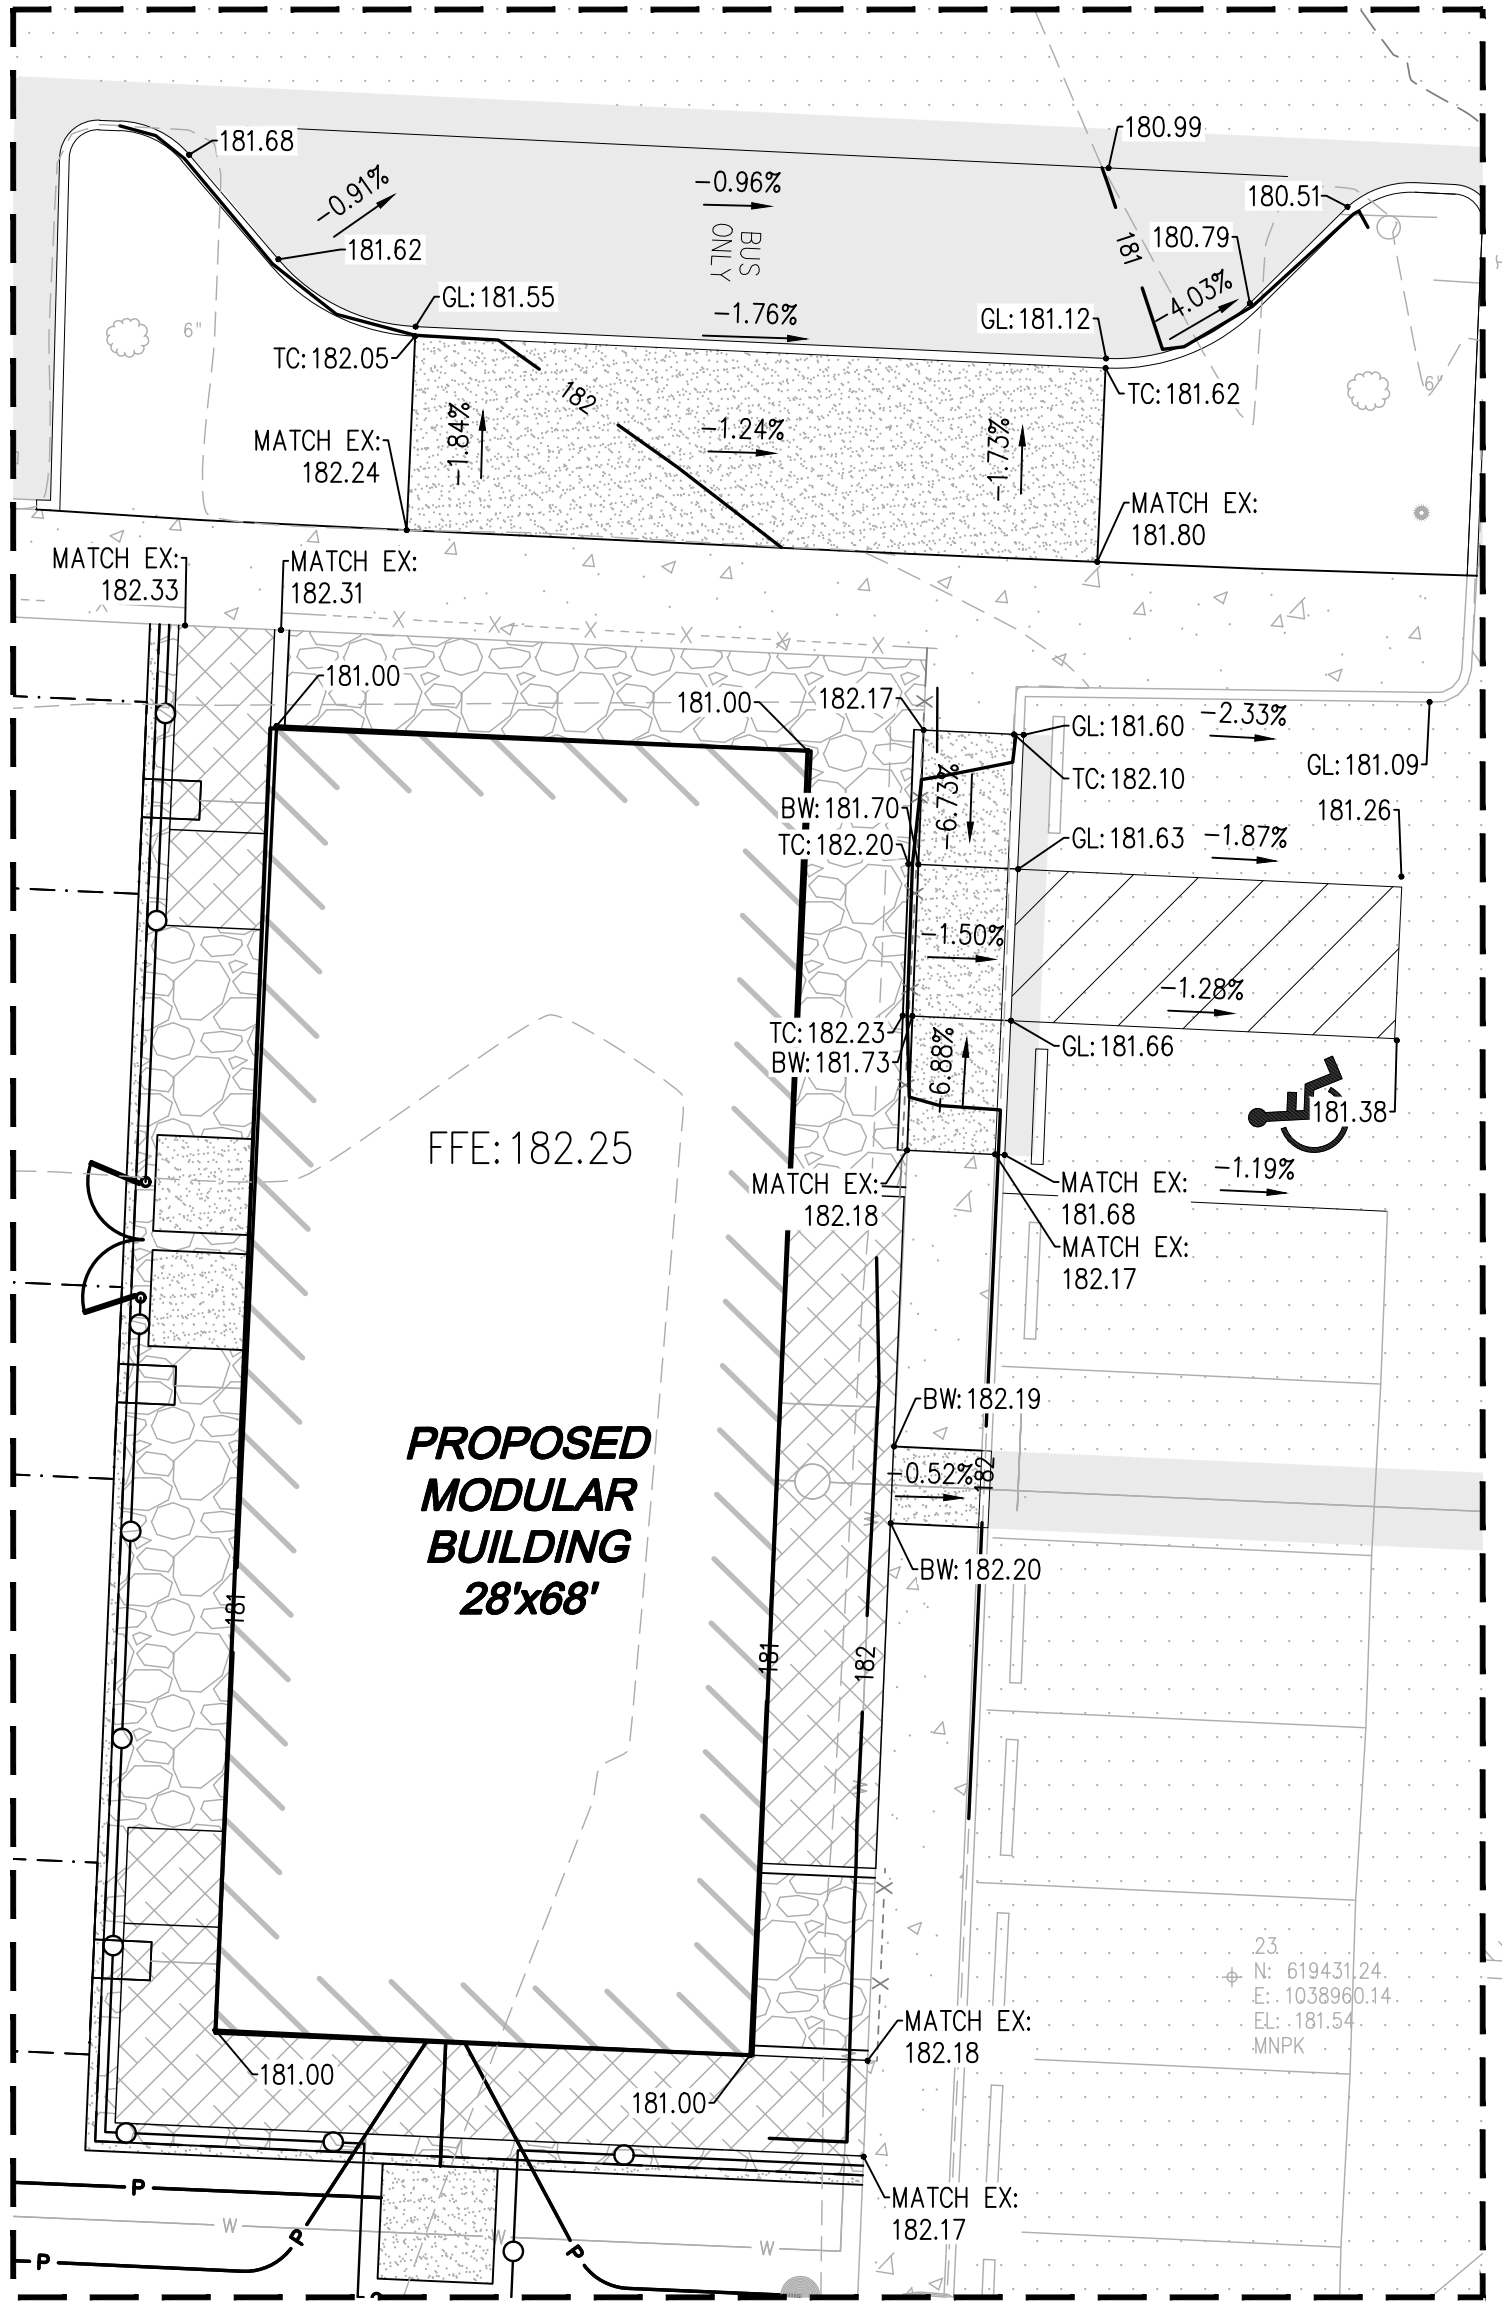 181.68
180.99
-0.91%
-0.96%
180.51
BUS
ONLY
181
180.79
181.62
GL:181.55
-1.76%
GL:181.12
-4.03%
6"
TC:182.05
182
TC:181.62
6"
MATCH EX:
182.24
-1.84%
-1.24%
-1.73%
MATCH EX:
181.80
MATCH EX:
182.33
MATCH EX:
182.31
X
X
X
X
X
X
181.00
181.00
182.17
X
GL:181.60
-2.33%
GL:181.09
TC:182.10
-6.73%
BW:181.70
TC:182.20
GL:181.63
-1.87%
181.26
-1.50%
-1.28%
TC:182.23
BW:181.73
-6.88%
GL:181.66
181.38
FFE:182.25
MATCH EX:
182.18
MATCH EX:
181.68
-1.19%
MATCH EX:
182.17
BW:182.19
PROPOSED
MODULAR
BUILDING
28'x68'
-0.52%
182
W
BW:182.20
181
181
182
W
X
X
23
N: 619431.24
E: 1038960.14
EL: 181.54
MNPK
MATCH EX:
182.18
181.00
181.00
MATCH EX:
182.17
P
W
P
W
P
W
P